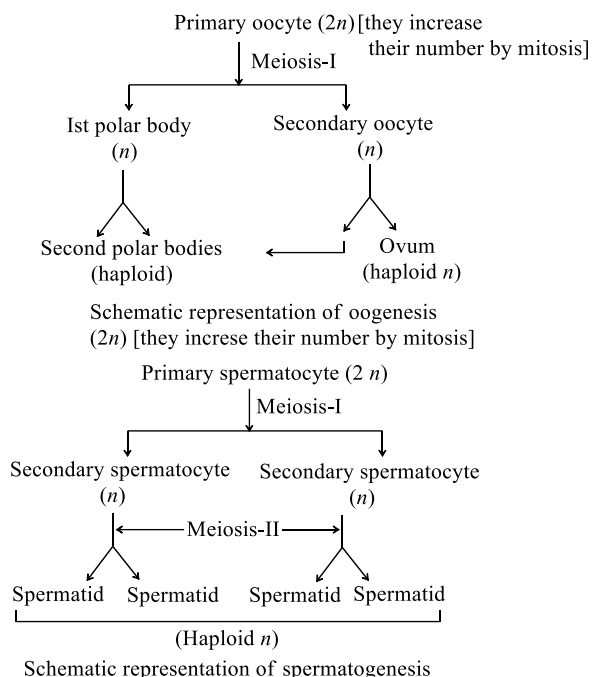 Primary oocyte (2n) [they increase
their number by mitosis]
Meiosis-I
Ist polar body
(n)
Secondary oocyte
(n)
Second polar bodies
(haploid)
Ovum
(haploid n)
Schematic representation of oogenesis
(2n) [they increse their number by mitosis]
Primary spermatocyte (2 n)
Meiosis-I
Secondary spermatocyte
(n)
Secondary spermatocyte
(n)
Meiosis-II
Spermatid Spermatid Spermatid Spermatid
(Haploid n)
Schematic representation of spermatogenesis